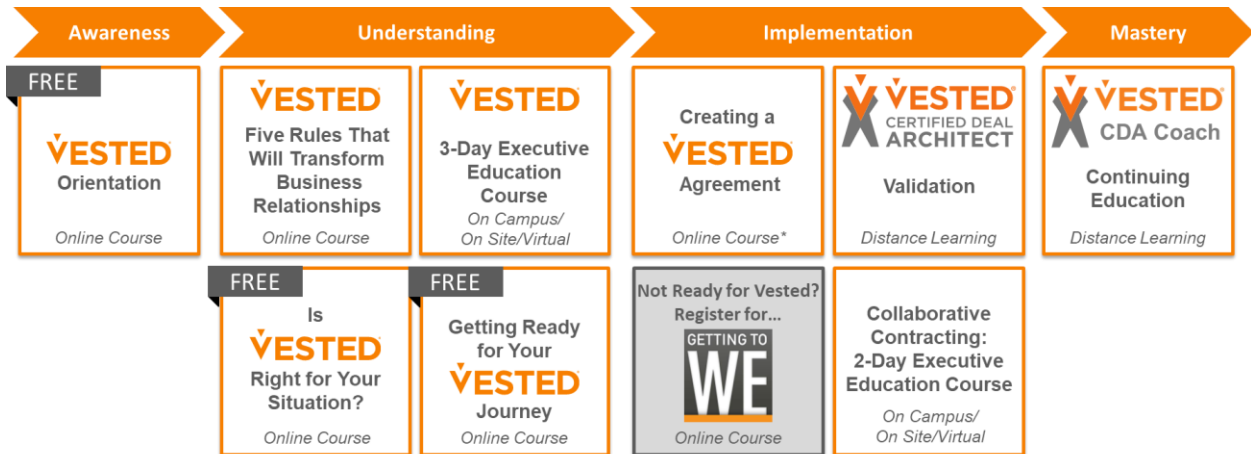 Awareness
Understanding
Implementation
Mastery
FREE
VESTED
Orientation
Online Course
VESTED®
Five Rules That
Will Transform
Business
Relationships
Online Course
VESTED®
3-Day Executive
Education
Course
On Campus/
On Site/Virtual
Creating a
VESTED
Agreement
Online Course*
VESTED®
CERTIFIED DEAL
ARCHITECT
Validation
Distance Learning
VESTED®
CDA Coach
Continuing
Education
Distance Learning
FREE
Is
VESTED
Right for Your
Situation?
Online Course
FREE
Getting Ready
for Your
VESTED
Journey
Online Course
Not Ready for Vested?
Register for...
GETTING TO
WE
Online Course
Collaborative
Contracting:
2-Day Executive
Education Course
On Campus/
On Site/Virtual